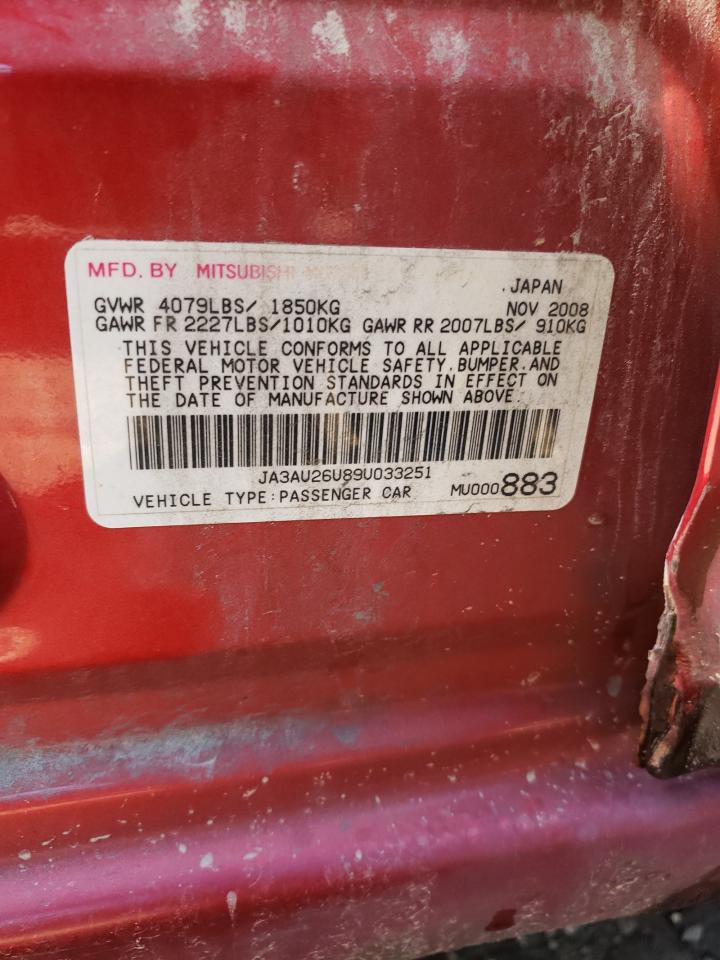 MFD. BY MITSUBISHI
JAPAN
GVWR 4079LBS/ 1850KG NOV 2008
GAWR FR 2227LBS/1010KG GAWR RR 2007LBS/ 910KG
THIS VEHICLE CONFORMS TO ALL APPLICABLE
FEDERAL MOTOR VEHICLE SAFETY.BUMPER.AND
THEFT PREVENTION STANDARDS IN EFFECT ON
THE DATE OF MANUFACTURE SHOWN ABOVE.
JA3AU26U89U033251
VEHICLE TYPE:PASSENGER CAR MU000883